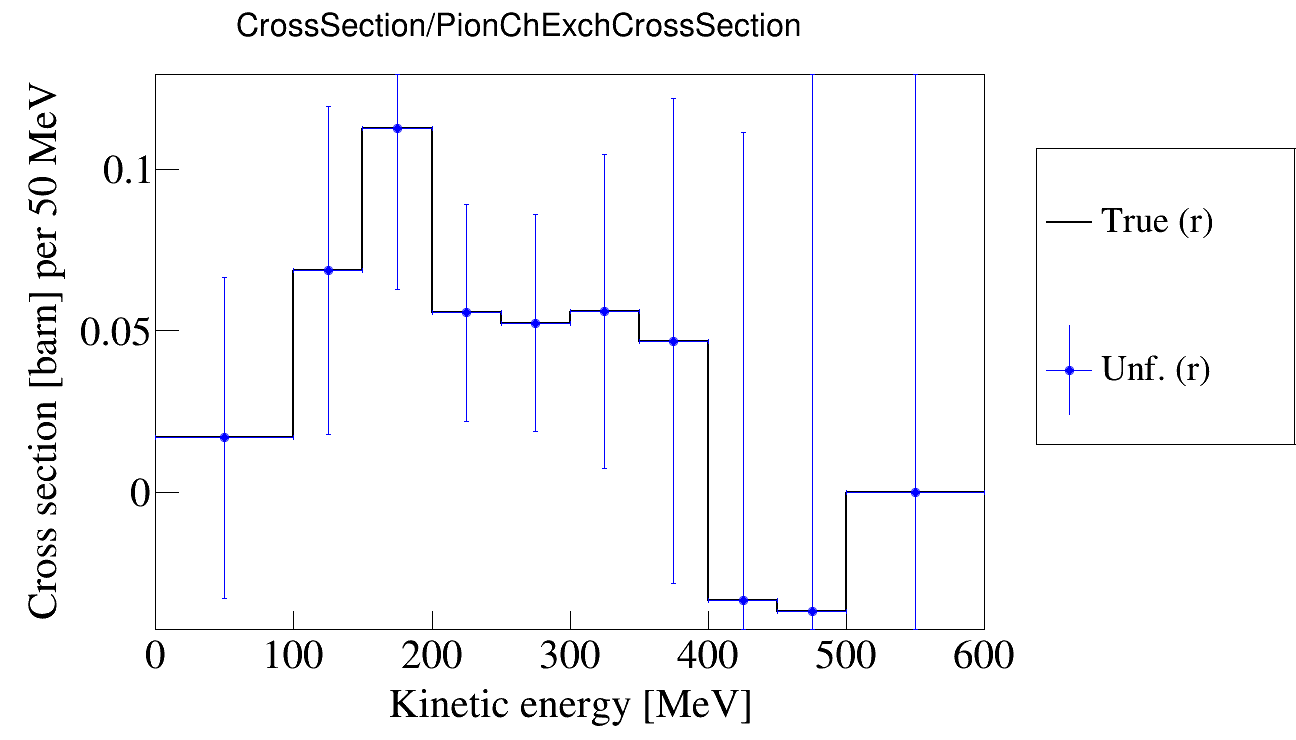 CrossSection/PionChExchCrossSection
Cross section [barn] per 50 MeV
0.1
0.05
0
0 100 200 300 400 500 600
Kinetic energy [MeV]
True (r)
Unf. (r)